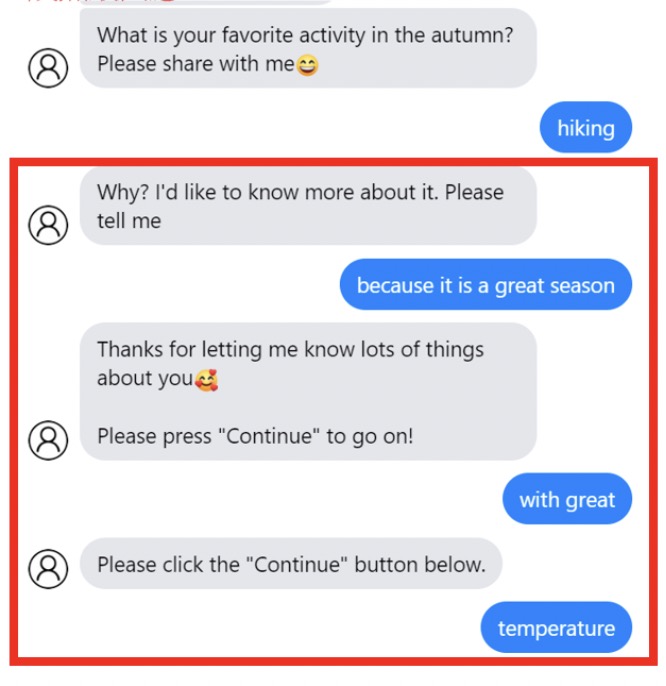 What is your favorite activity in the autumn?
Please share with me😄
hiking
Why? I'd like to know more about it. Please
tell me
because it is a great season
Thanks for letting me know lots of things
about you🥰
Please press "Continue" to go on!
with great
Please click the "Continue" button below.
temperature